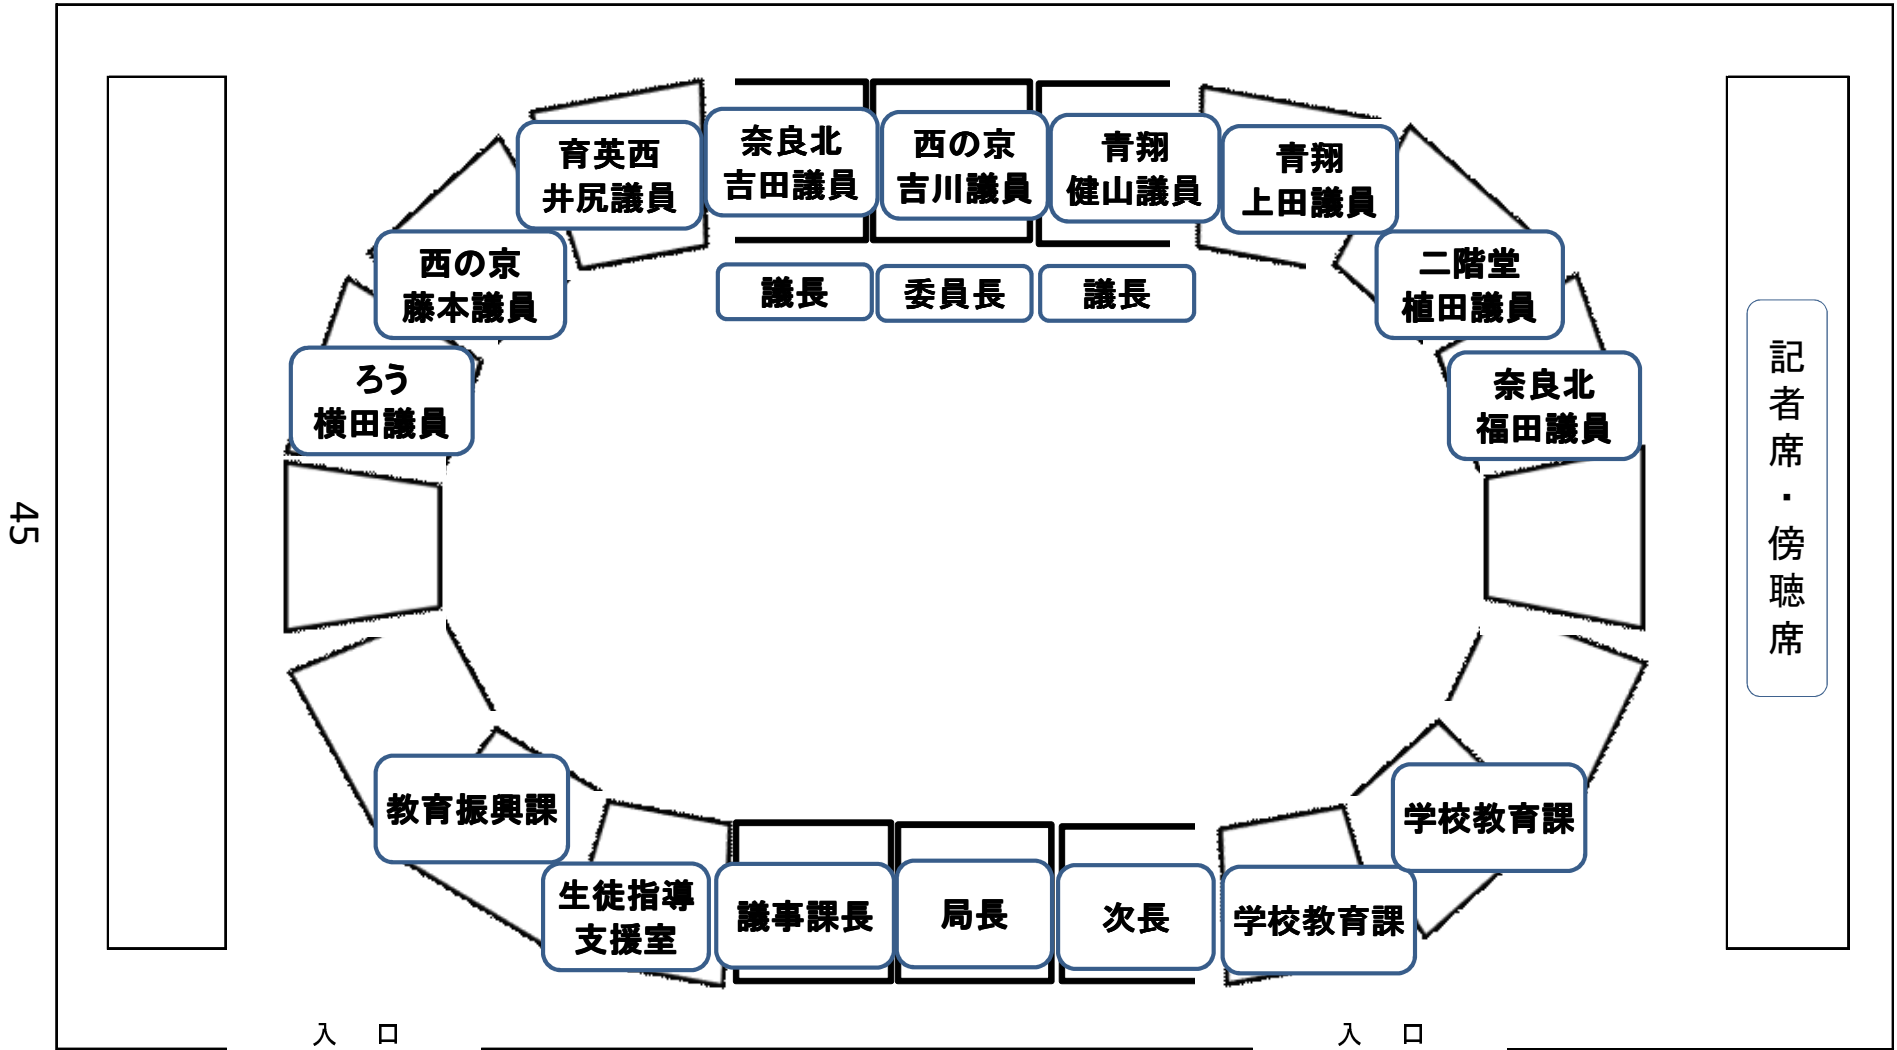 育英西
井尻議員
奈良北
吉田議員
西の京
吉川議員
青翔
健山議員
青翔
上田議員
西の京
藤本議員
議長
委員長
議長
二階堂
植田議員
ろう
横田議員
奈良北
福田議員
記者席・傍聴席
45
教育振興課
学校教育課
生徒指導
支援室
議事課長
局長
次長
学校教育課
入口
入口